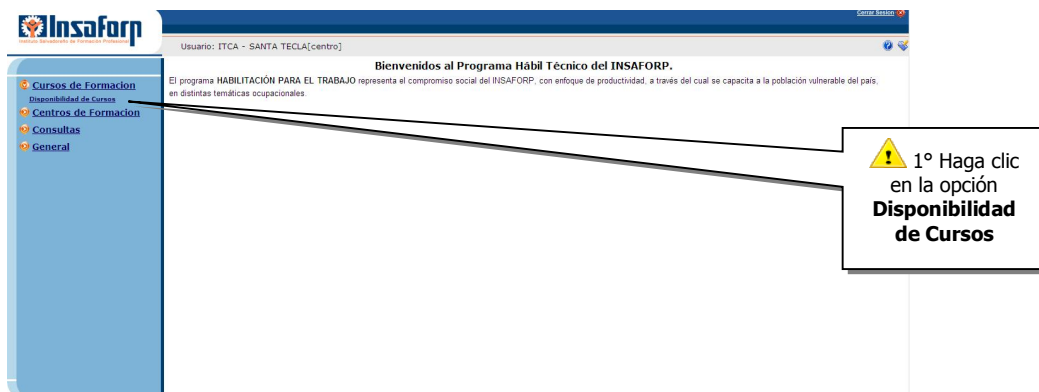 Cerrar Sesion
Insaforp
Instituto Salvadoreño de Formación Profesional
Usuario: ITCA - SANTA TECLA[centro]
Bienvenidos al Programa Hábil Técnico del INSAFORP.
El programa HABILITACIÓN PARA EL TRABAJO representa el compromiso social del INSAFORP, con enfoque de productividad, a través del cual se capacita a la población vulnerable del país,
en distintas temáticas ocupacionales.
Cursos de Formacion
Disponibilidad de Cursos
Centros de Formacion
Consultas
General
1º Haga clic
en la opción
Disponibilidad
de Cursos